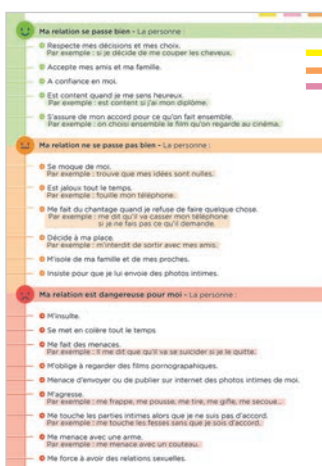 Ma relation se passe bien - La personne :
Respecte mes décisions et mes choix.
Par exemple : si je décide de me couper les cheveux.
Accepte mes amis et ma famille.
A confiance en moi.
Est content quand je me sens heureux.
Par exemple : est content si j'ai mon diplôme.
S'assure de mon accord pour ce qu'on fait ensemble.
Par exemple : on choisi ensemble le film qu'on regarde au cinéma.
Ma relation ne se passe pas bien - La personne :
Se moque de moi.
Par exemple : trouve que mes idées sont nulles.
Est jaloux tout le temps.
Par exemple : fouille mon téléphone.
Me fait du chantage quand je refuse de faire quelque chose.
Par exemple : me dit qu'il va casser mon téléphone
si je ne fais pas ce qu'il demande.
Décide à ma place.
Par exemple : m'interdit de sortir avec mes amis.
M'isole de ma famille et de mes proches.
Insiste pour que je lui envoie des photos intimes.
Ma relation est dangereuse pour moi - La personne :
M'insulte.
Se met en colère tout le temps
Me fait des menaces.
Par exemple : il me dit que qu'il va se suicider si je le quitte.
M'oblige à regarder des films pornographiques.
Menace d'envoyer ou de publier sur internet des photos intimes de moi.
M'agresse.
Par exemple : me frappe, me pousse, me tire, me gifle, me secoue...
Me touche les parties intimes alors que je ne suis pas d'accord.
Par exemple : me touche les fesses sans que je sois d'accord.
Me menace avec une arme.
Par exemple : me menace avec un couteau.
Me force à avoir des relations sexuelles.